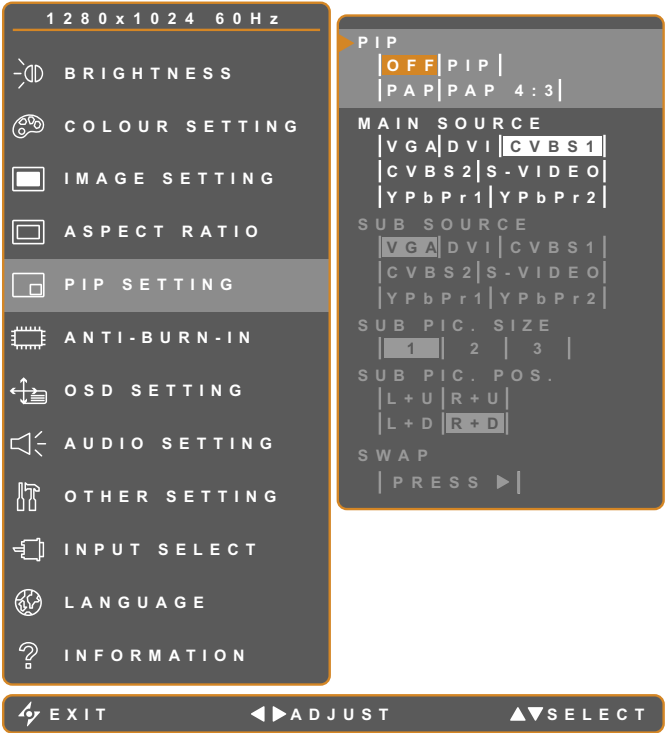 1280x1024 60Hz
BRIGHTNESS
COLOUR SETTING
IMAGE SETTING
ASPECT RATIO
PIP SETTING
ANTI-BURN-IN
OSD SETTING
AUDIO SETTING
OTHER SETTING
INPUT SELECT
LANGUAGE
INFORMATION
PIP
OFF PIP
PAP PAP 4:3
MAIN SOURCE
VGA DVI CVBS1
CVBS2 S-VIDEO
YPbPr1 YPbPr2
SUB SOURCE
VGA DVI CVBS1
CVBS2 S-VIDEO
YPbPr1 YPbPr2
SUB PIC. SIZE
1 2 3
SUB PIC. POS.
L+U R+U
L+D R+D
SWAP
PRESS
EXIT ADJUST SELECT